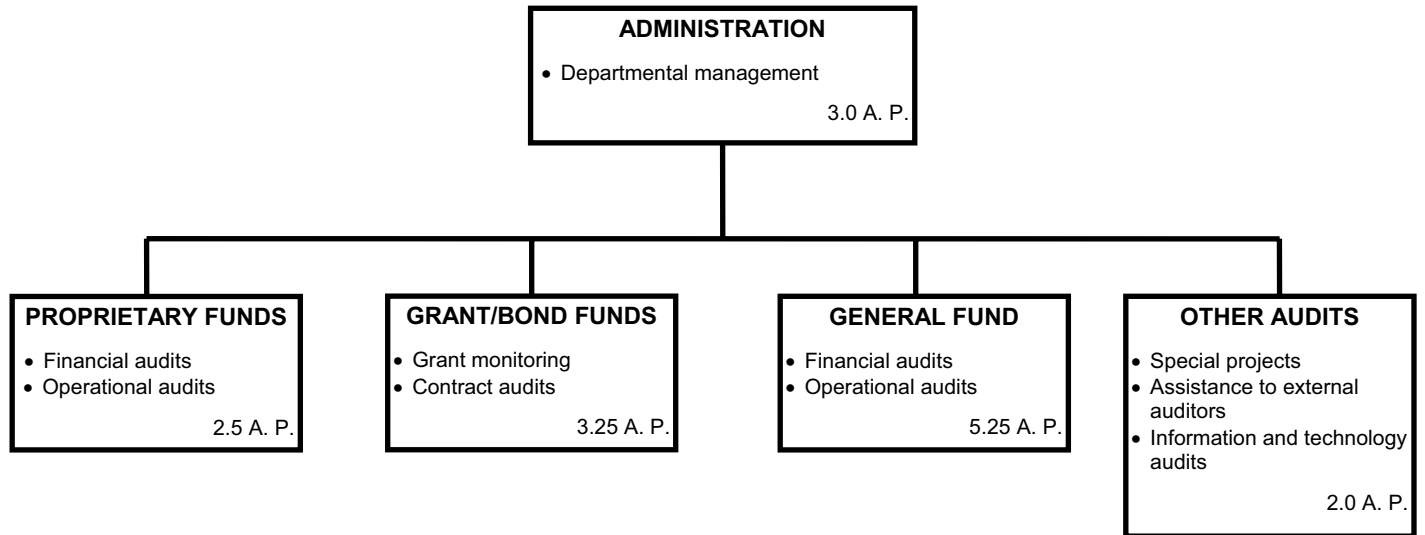 ADMINISTRATION
• Departmental management
3.0 A. P.
PROPRIETARY FUNDS
• Financial audits
• Operational audits
2.5 A. P.
GRANT/BOND FUNDS
• Grant monitoring
• Contract audits
3.25 A. P.
GENERAL FUND
• Financial audits
• Operational audits
5.25 A. P.
OTHER AUDITS
• Special projects
• Assistance to external
auditors
• Information and technology
audits
2.0 A. P.